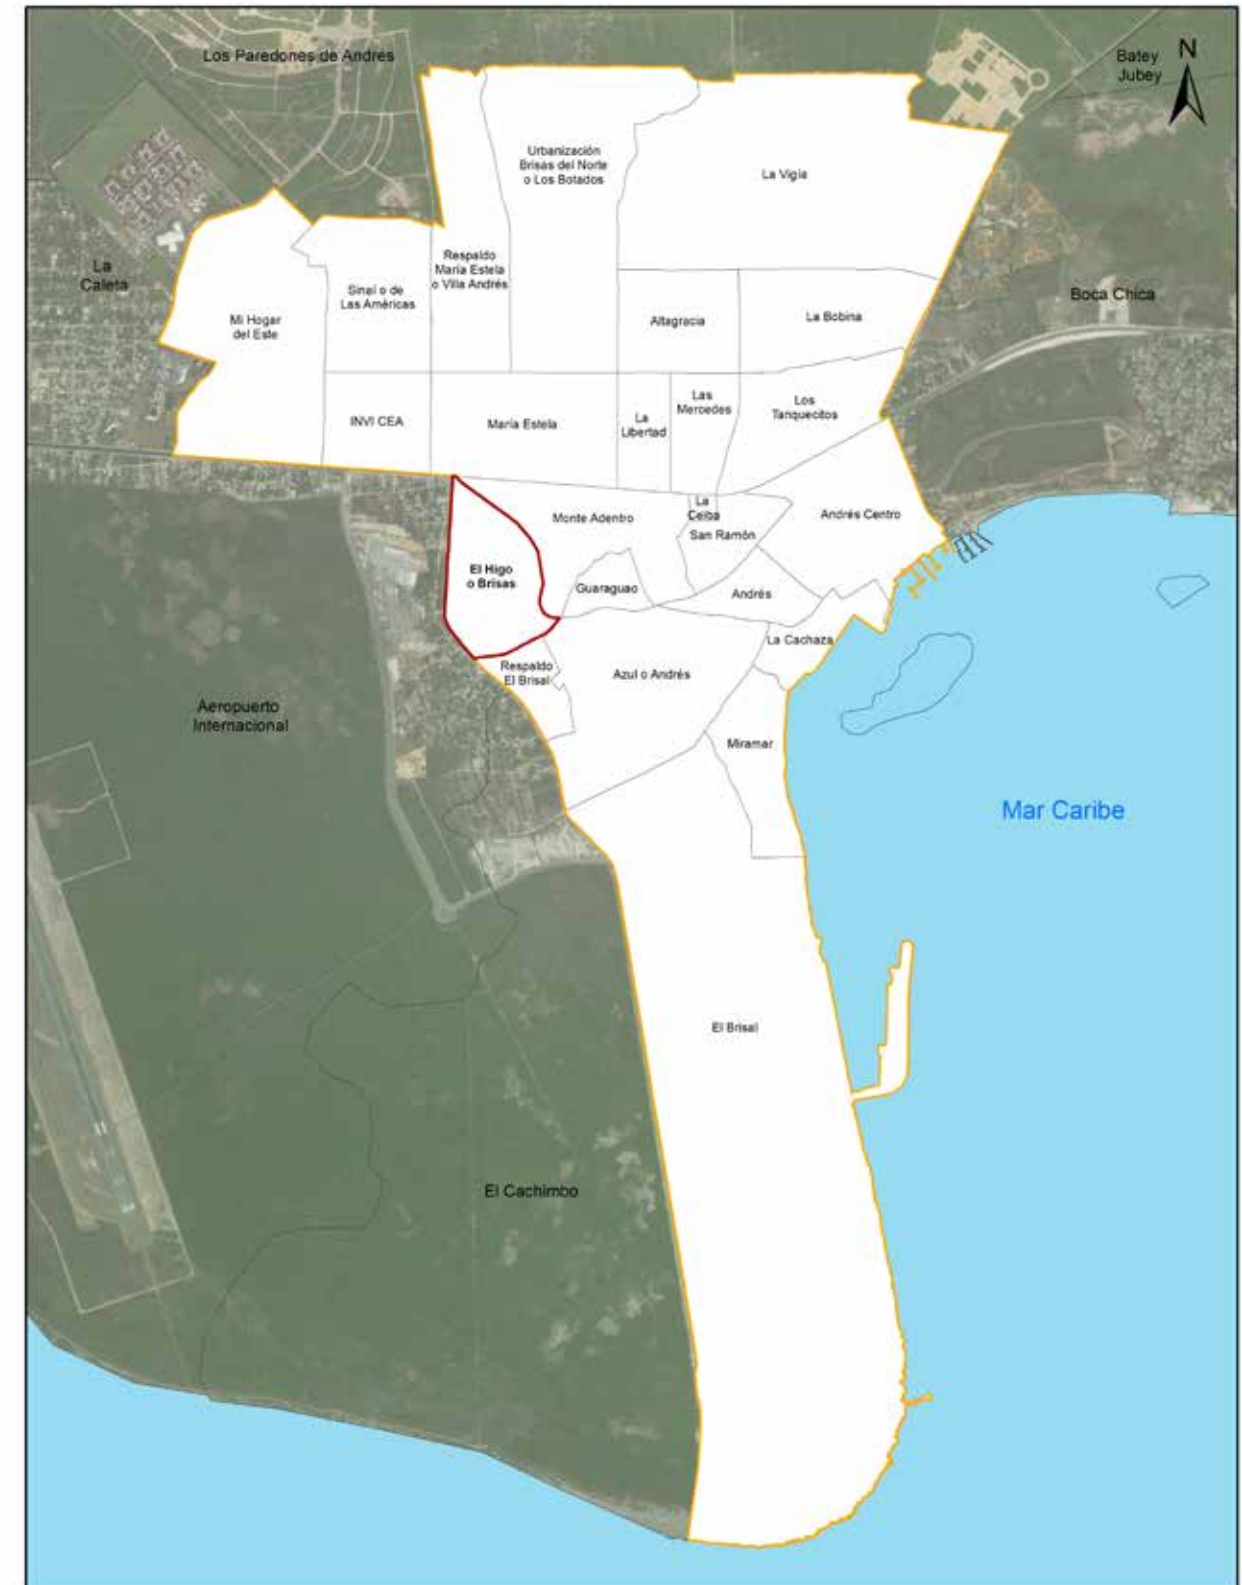 Los Paredones de Andrés
Batey
Jubey
N
Urbanización
Brisas del Norte
o Los Botados
La Vigía
La
Caleta
Respaldo
María Estela
o Villa Andrés
Sinaí o de
Las Américas
Boca Chica
Mi Hogar
del Este
Altagracia
La Bobina
INVI CEA
María Estela
La
Libertad
Las
Mercedes
Los
Tanquecitos
Monte Adentro
La
Ceiba
San Ramón
Andrés Centro
El Higo
o Brisas
Guaraguao
Andrés
La Cachaza
Respaldo
El Brisal
Azul o Andrés
Aeropuerto
Internacional
Miramar
Mar Caribe
El Brisal
El Cachimbo